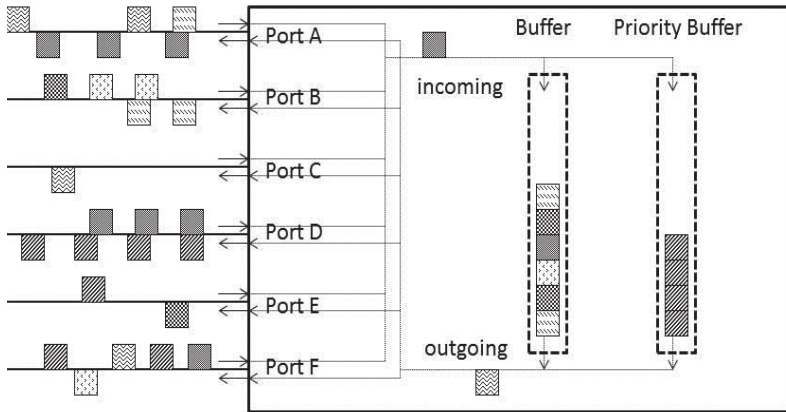 Buffer
Priority Buffer
Port A
incoming
Port B
Port C
Port D
Port E
outgoing
Port F